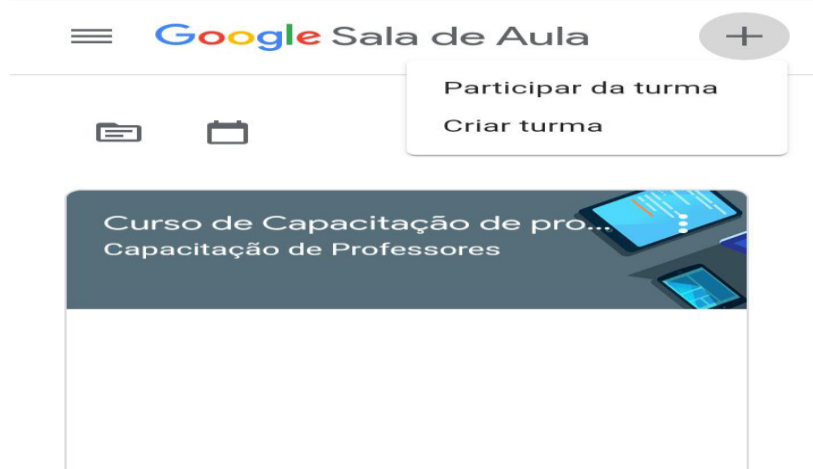 Google Sala de Aula
Participar da turma
Criar turma
Curso de Capacitação de pro...
Capacitação de Professores